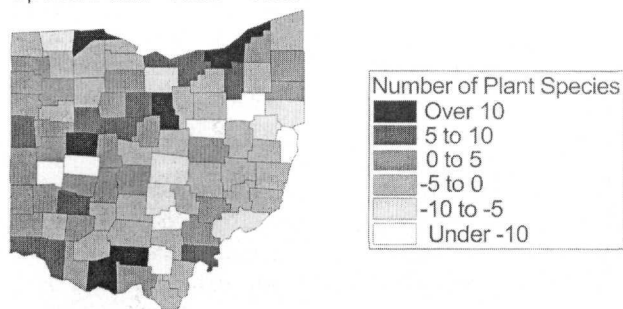 Number of Plant Species
Over 10
5 to 10
0 to 5
-5 to 0
-10 to -5
Under -10